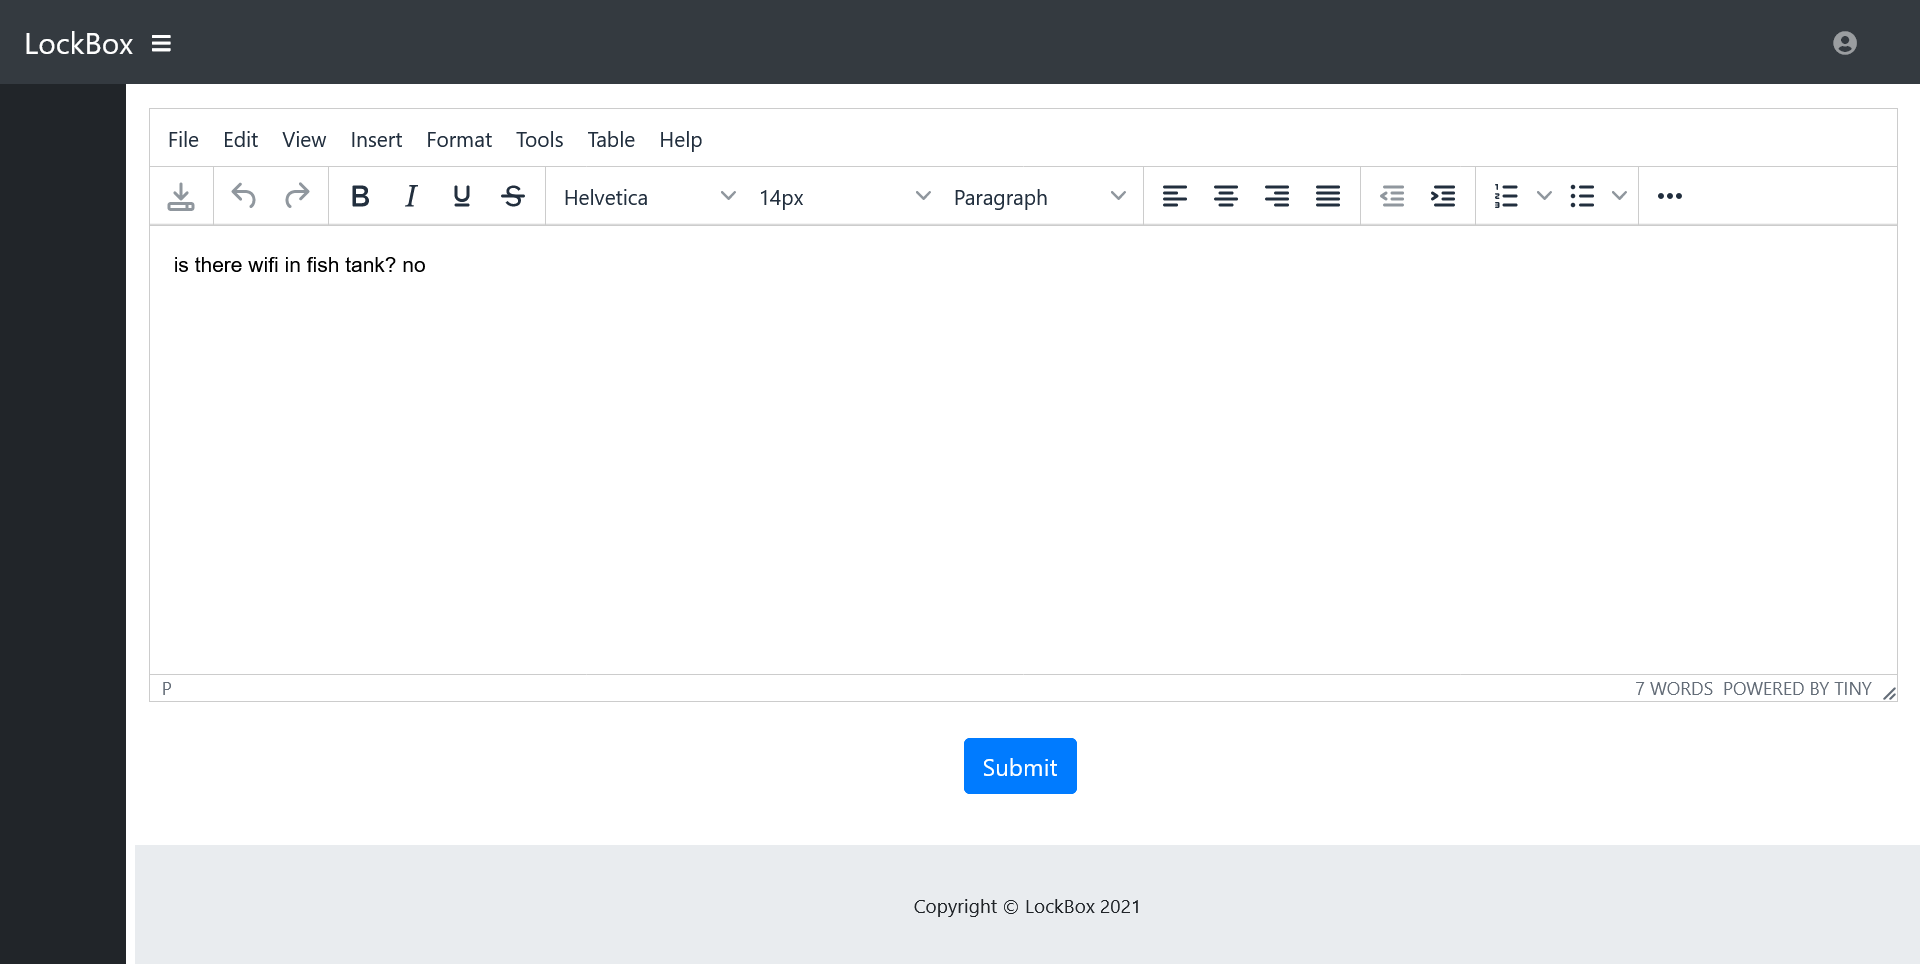 LockBox
File Edit View Insert Format Tools Table Help
B I U S Helvetica 14px Paragraph
is there wifi in fish tank? no
P 7 WORDS POWERED BY TINY
Submit
Copyright © LockBox 2021